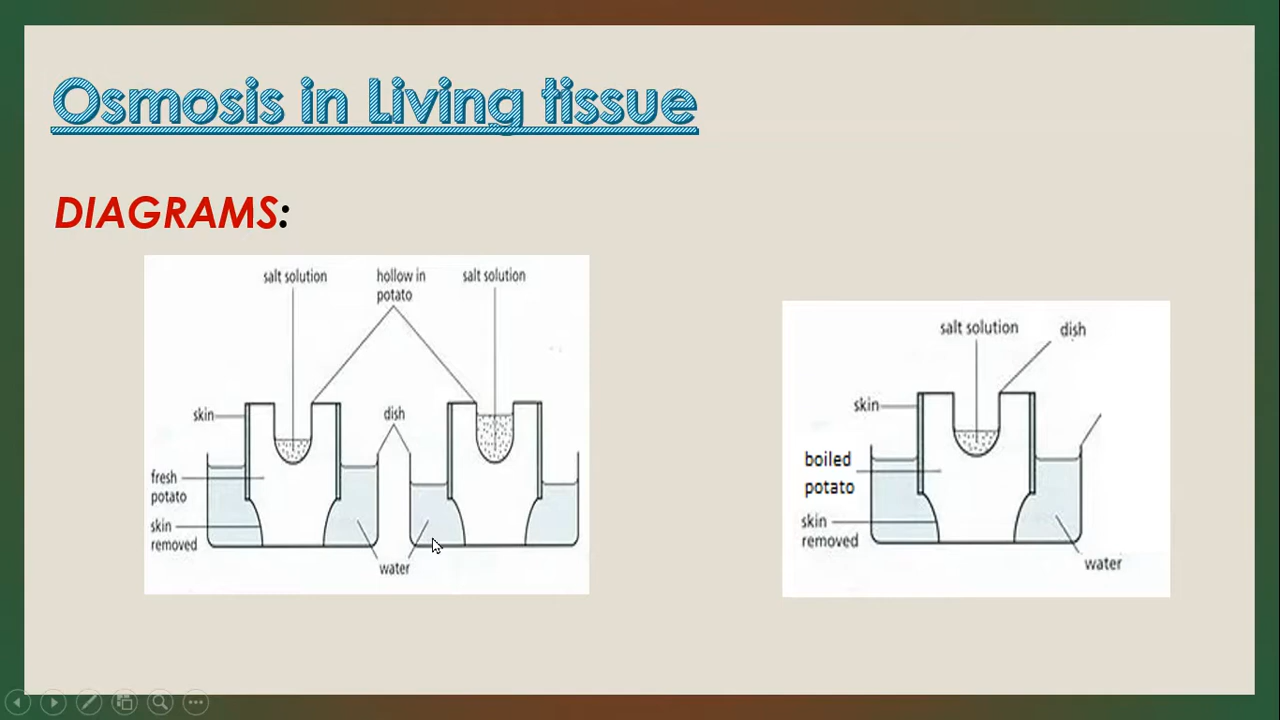 Osmosis in Living tissue
DIAGRAMS:
salt solution
hollow in
potato
salt solution
skin
dish
fresh
potato
skin
removed
water
salt solution
dish
skin
boiled
potato
skin
removed
water